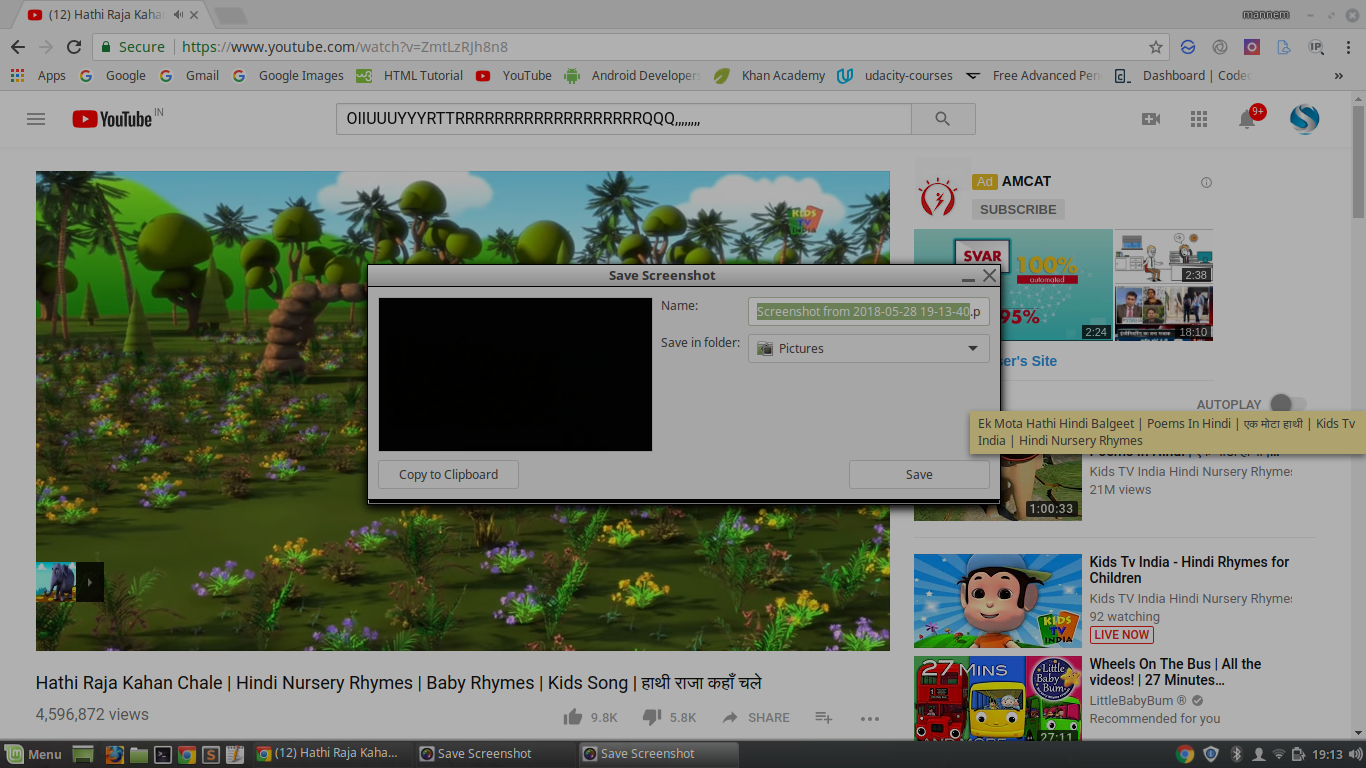 (12) Hathi Raja Kaha
mannem
Secure | https://www.youtube.com/watch?v=ZmtLzRJh8n8
Apps Google Gmail Google Images HTML Tutorial YouTube Android Developers Khan Academy udacity-courses Free Advanced Pen Dashboard | Codec »
YouTube IN
OIIUUUYYYRTTRRRRRRRRRRRRRRRRRRRQQQ,,,,,,,,
9+
KIDS TV INDIA
Ad AMCAT
SUBSCRIBE
SVAR
100%
automated
95%
2:24
2:38
18:10
er's Site
AUTOPLAY
Save Screenshot
Name: Screenshot from 2018-05-28 19-13-40.p
Save in folder: Pictures
Copy to Clipboard Save
Ek Mota Hathi Hindi Balgeet | Poems In Hindi | एक मोटा हाथी | Kids Tv
India | Hindi Nursery Rhymes
Kids TV India Hindi Nursery Rhymes
21M views
1:00:33
Kids Tv India - Hindi Rhymes for
Children
Kids TV India Hindi Nursery Rhymes
92 watching
LIVE NOW
KIDS TV INDIA
Wheels On The Bus | All the
videos! | 27 Minutes...
LittleBabyBum ®
Recommended for you
27 MINS
Little Baby Bum
27:11
Hathi Raja Kahan Chale | Hindi Nursery Rhymes | Baby Rhymes | Kids Song | हाथी राजा कहाँ चले
4,596,872 views
9.8K 5.8K SHARE
Menu
(12) Hathi Raja Kaha...
Save Screenshot
Save Screenshot
19:13